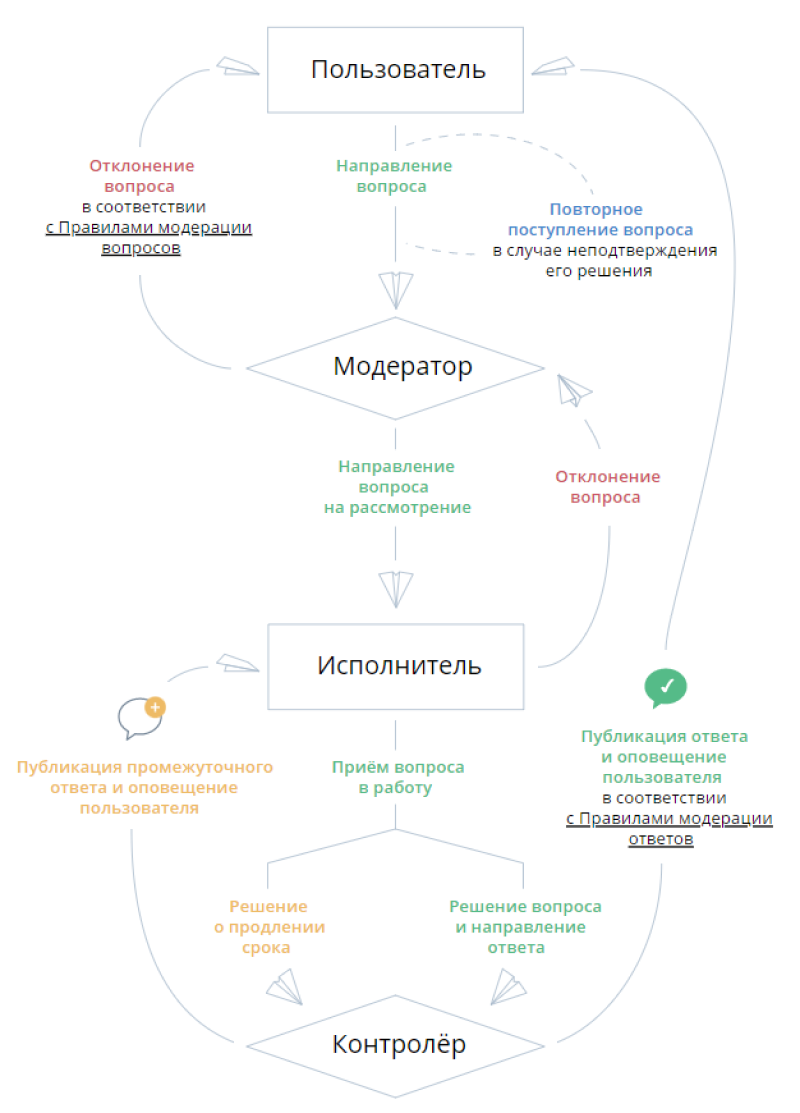 Пользователь
Отклонение
вопроса
в соответствии
с Правилами модерации
вопросов
Направление
вопроса
Повторное
поступление вопроса
в случае неподтверждения
его решения
Модератор
Направление
вопроса
на рассмотрение
Отклонение
вопроса
Исполнитель
Публикация промежуточного
ответа и оповещение
пользователя
Приём вопроса
в работу
Публикация ответа
и оповещение
пользователя
в соответствии
с Правилами модерации
ответов
Решение
о продлении
срока
Решение вопроса
и направление
ответа
Контролёр